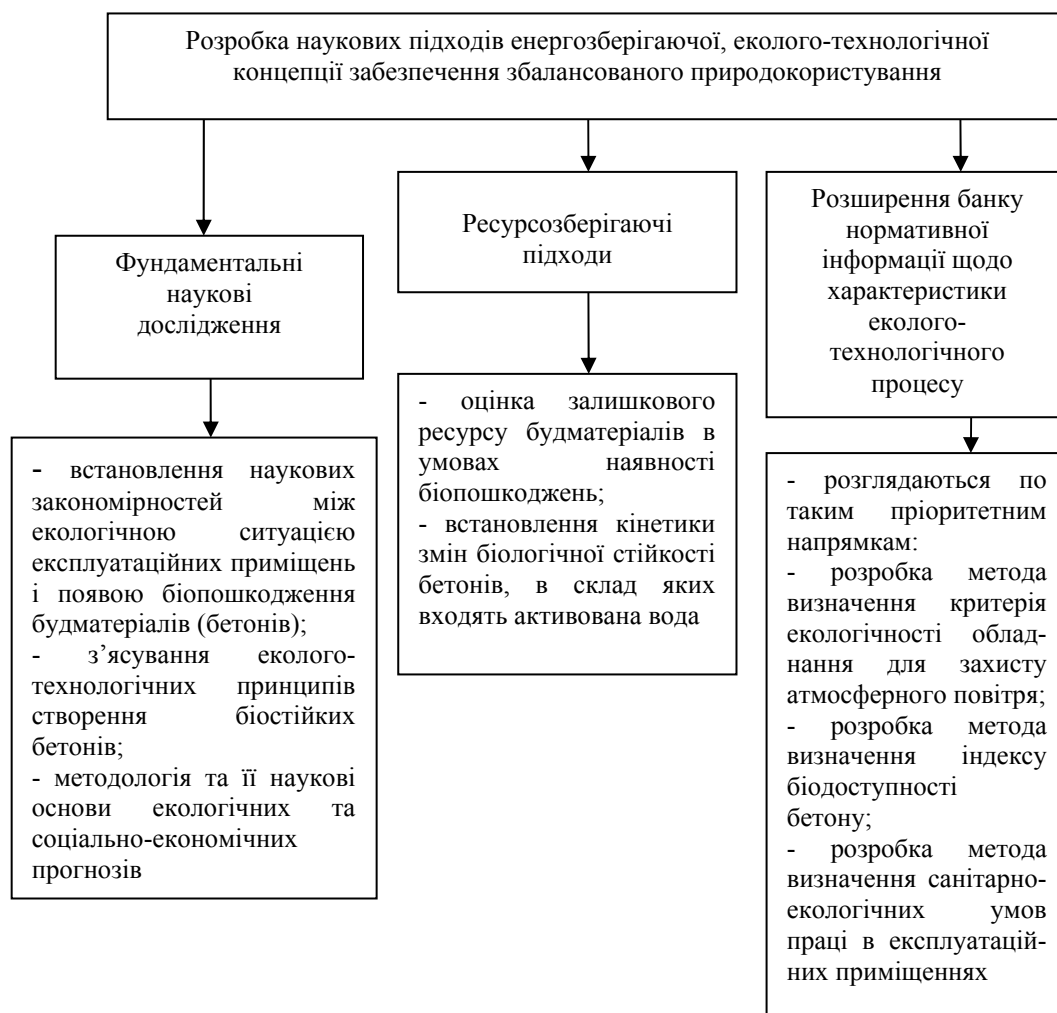 Розробка наукових підходів енергозберігаючої, еколого-технологічної
концепції забезпечення збалансованого природокористування
Фундаментальні
наукові
дослідження
- встановлення наукових
закономірностей між
екологічною ситуацією
експлуатаційних приміщень
і появою біопошкодження
будматеріалів (бетонів);
- з’ясування еколого-
технологічних принципів
створення біостійких
бетонів;
- методологія та її наукові
основи екологічних та
соціально-економічних
прогнозів
Ресурсозберігаючі
підходи
- оцінка залишкового
ресурсу будматеріалів в
умовах наявності
біопошкоджень;
- встановлення кінетики
змін біологічної стійкості
бетонів, в склад яких
входять активована вода
Розширення банку
нормативної
інформації щодо
характеристики
еколого-
технологічного
процесу
- розглядаються по
таким пріоритетним
напрямкам:
- розробка метода
визначення критерія
екологічності облад-
нання для захисту
атмосферного повітря;
- розробка метода
визначення індексу
біодоступності
бетону;
- розробка метода
визначення санітарно-
екологічних умов
праці в експлуатацій-
них приміщеннях